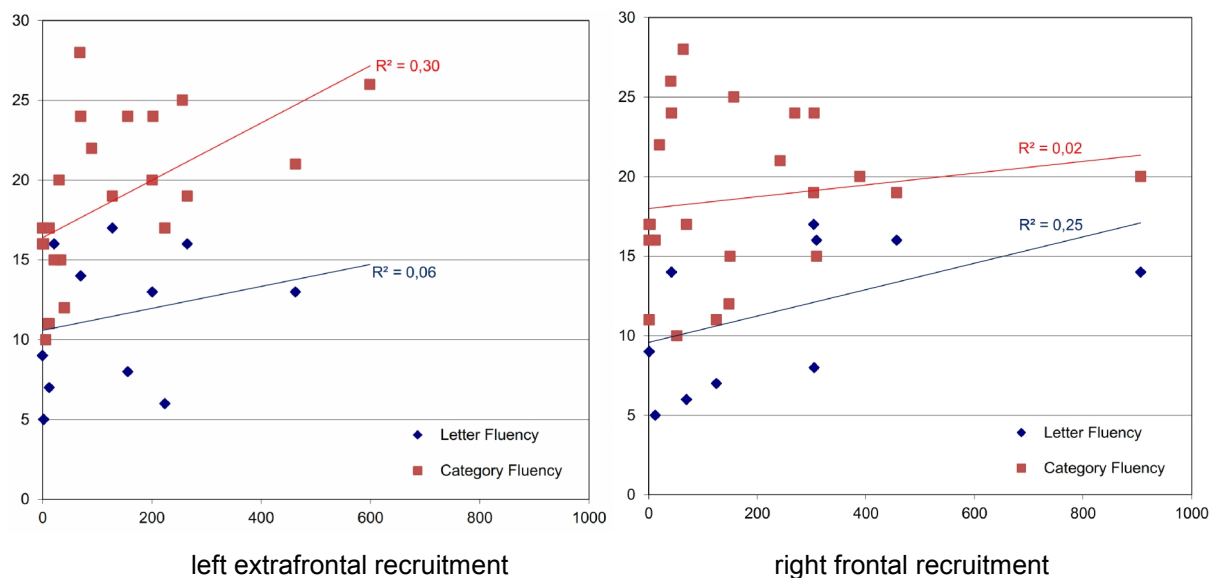 30
25
20
15
10
5
0
0 200 400 600 800 1000
R² = 0,30
R² = 0,06
Letter Fluency
Category Fluency
left extrafrontal recruitment
30
25
20
15
10
5
0
0 200 400 600 800 1000
R² = 0,02
R² = 0,25
Letter Fluency
Category Fluency
right frontal recruitment